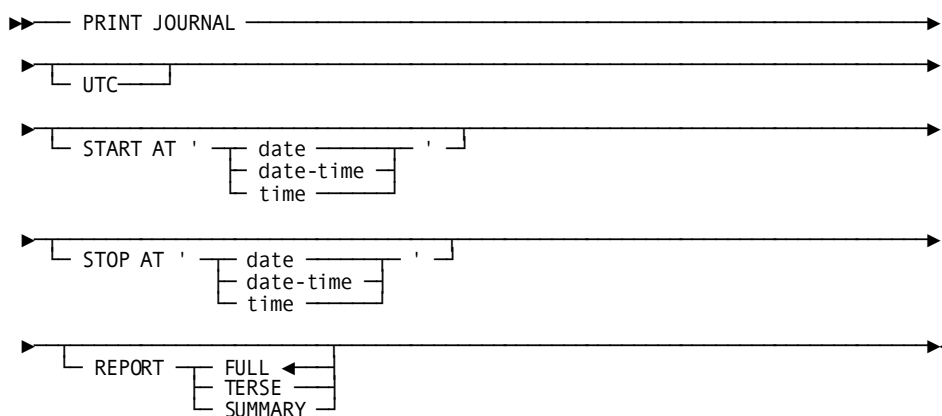 PRINT JOURNAL
UTC
START AT ' date '
date-time
time
STOP AT ' date '
date-time
time
REPORT FULL
TERSE
SUMMARY